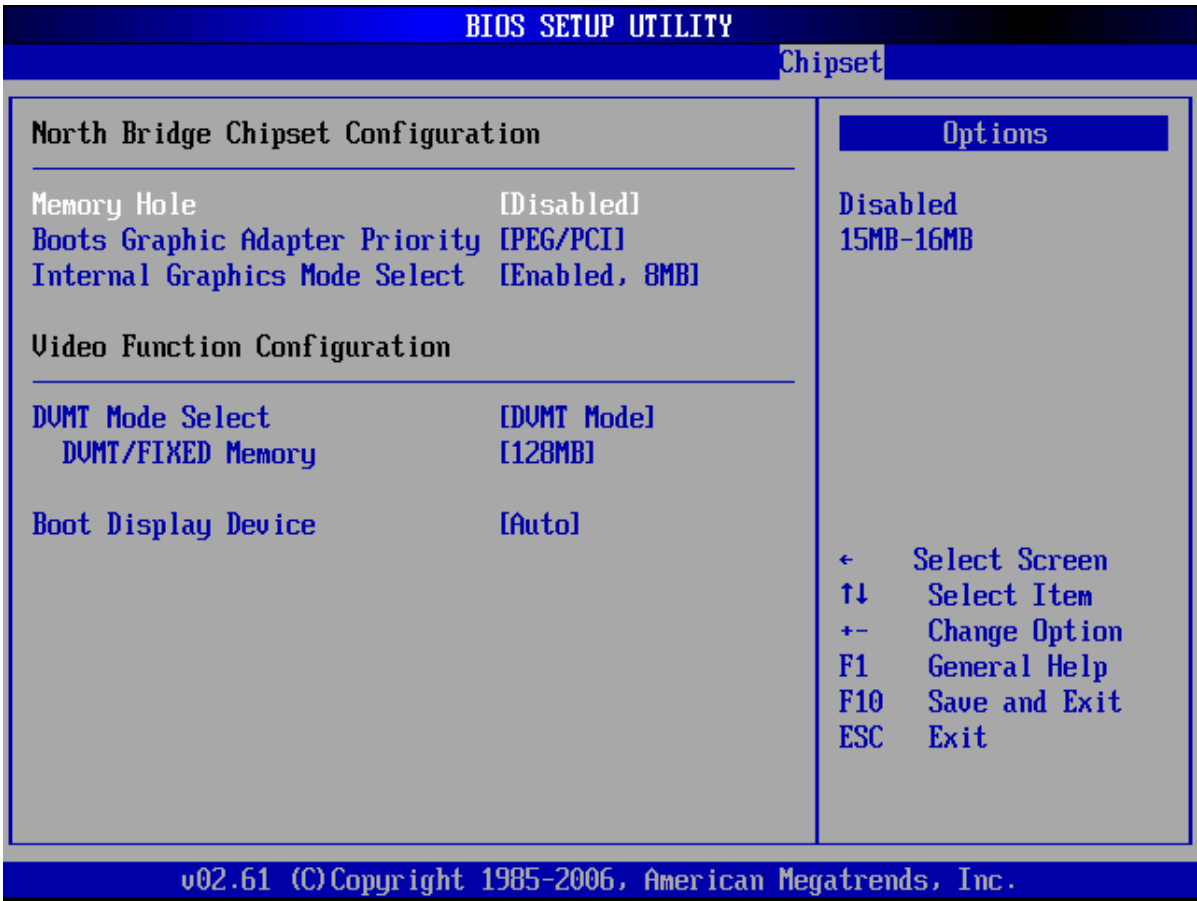 BIOS SETUP UTILITY
Chipset
North Bridge Chipset Configuration
Memory Hole [Disabled]
Boots Graphic Adapter Priority [PEG/PCI]
Internal Graphics Mode Select [Enabled, 8MB]
Video Function Configuration
DVMT Mode Select [DVMT Mode]
DVMT/FIXED Memory [128MB]
Boot Display Device [Auto]
Options
Disabled
15MB-16MB
← Select Screen
↑↓ Select Item
+- Change Option
F1 General Help
F10 Save and Exit
ESC Exit
v02.61 (C)Copyright 1985-2006, American Megatrends, Inc.